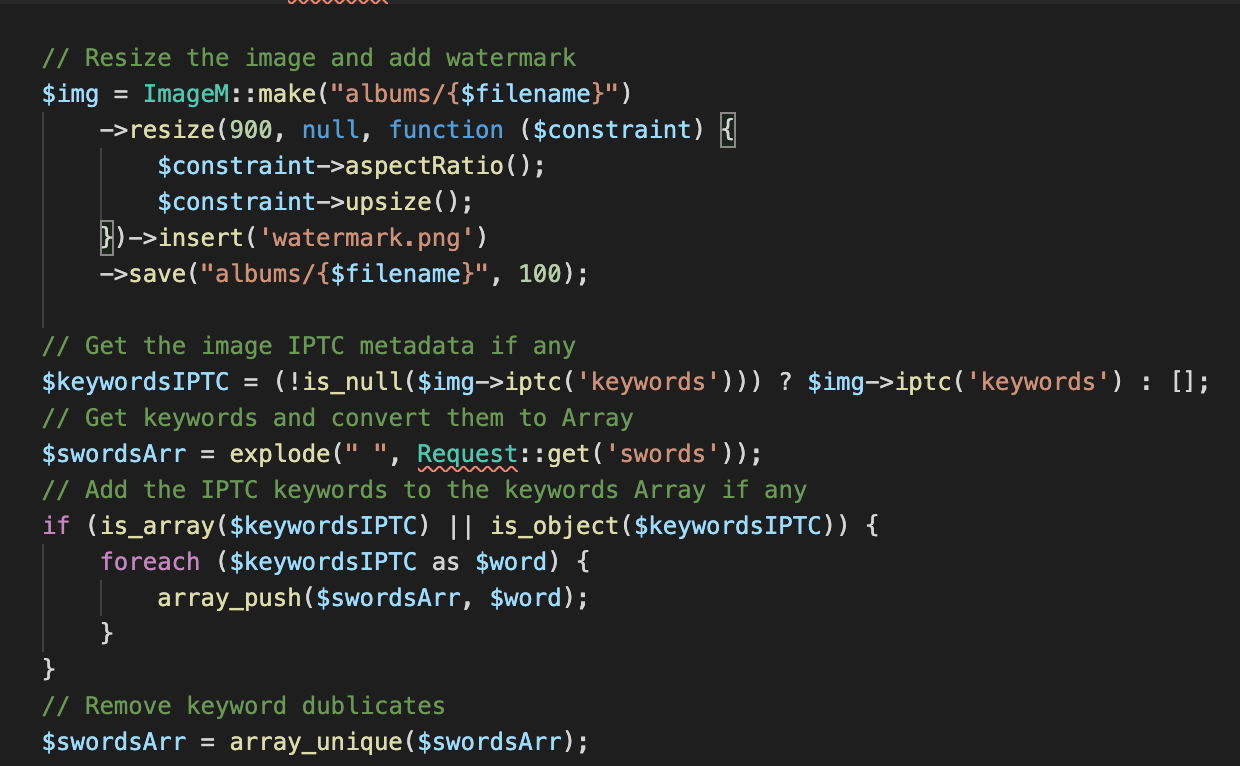 // Resize the image and add watermark
$img = ImageM::make("albums/{$filename}")
->resize(900, null, function ($constraint) {
$constraint->aspectRatio();
$constraint->upsize();
})->insert('watermark.png')
->save("albums/{$filename}", 100);
// Get the image IPTC metadata if any
$keywordsIPTC = (!is_null($img->iptc('keywords'))) ? $img->iptc('keywords') : [];
// Get keywords and convert them to Array
$swordsArr = explode(" ", Request::get('swords'));
// Add the IPTC keywords to the keywords Array if any
if (is_array($keywordsIPTC) || is_object($keywordsIPTC)) {
foreach ($keywordsIPTC as $word) {
array_push($swordsArr, $word);
}
}
// Remove keyword dublicates
$swordsArr = array_unique($swordsArr);